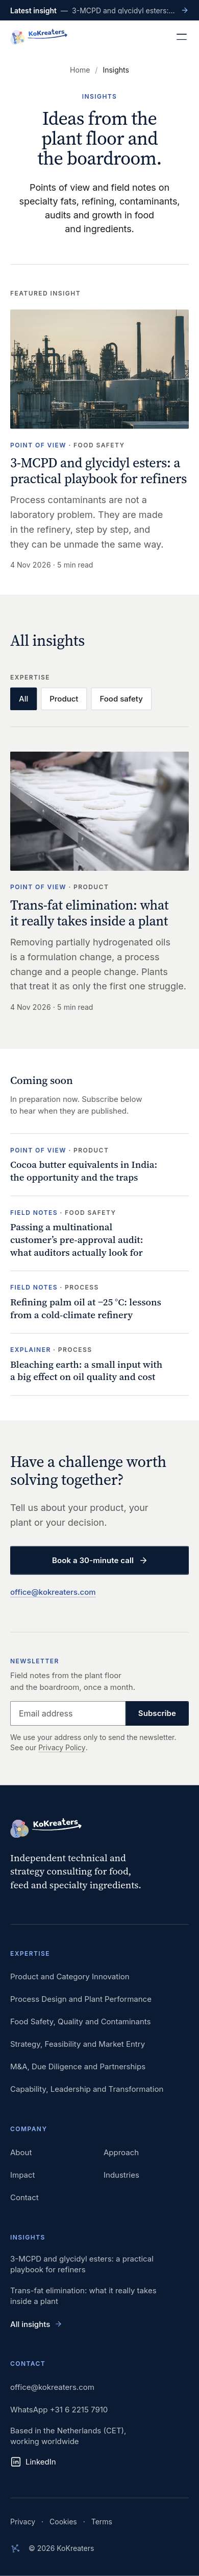 Latest insight — 3-MCPD and glycidyl esters:... →
KoKreaters
Home / Insights
INSIGHTS
Ideas from the
plant floor and
the boardroom.
Points of view and field notes on
specialty fats, refining, contaminants,
audits and growth in food
and ingredients.
FEATURED INSIGHT
POINT OF VIEW · FOOD SAFETY
3-MCPD and glycidyl esters: a
practical playbook for refiners
Process contaminants are not a
laboratory problem. They are made
in the refinery, step by step, and
they can be unmade the same way.
4 Nov 2026 · 5 min read
All insights
EXPERTISE
All Product Food safety
POINT OF VIEW · PRODUCT
Trans-fat elimination: what
it really takes inside a plant
Removing partially hydrogenated oils
is a formulation change, a process
change and a people change. Plants
that treat it as only the first one struggle.
4 Nov 2026 · 5 min read
Coming soon
In preparation now. Subscribe below
to hear when they are published.
POINT OF VIEW · PRODUCT
Cocoa butter equivalents in India:
the opportunity and the traps
FIELD NOTES · FOOD SAFETY
Passing a multinational
customer’s pre-approval audit:
what auditors actually look for
FIELD NOTES · PROCESS
Refining palm oil at −25 °C: lessons
from a cold-climate refinery
EXPLAINER · PROCESS
Bleaching earth: a small input with
a big effect on oil quality and cost
Have a challenge worth
solving together?
Tell us about your product, your
plant or your decision.
Book a 30-minute call →
office@kokreaters.com
NEWSLETTER
Field notes from the plant floor
and the boardroom, once a month.
Email address Subscribe
We use your address only to send the newsletter.
See our Privacy Policy.
KoKreaters
Independent technical and
strategy consulting for food,
feed and specialty ingredients.
EXPERTISE
Product and Category Innovation
Process Design and Plant Performance
Food Safety, Quality and Contaminants
Strategy, Feasibility and Market Entry
M&A, Due Diligence and Partnerships
Capability, Leadership and Transformation
COMPANY
About Approach
Impact Industries
Contact
INSIGHTS
3-MCPD and glycidyl esters: a practical
playbook for refiners
Trans-fat elimination: what it really takes
inside a plant
All insights →
CONTACT
office@kokreaters.com
WhatsApp +31 6 2215 7910
Based in the Netherlands (CET),
working worldwide
LinkedIn
Privacy · Cookies · Terms
© 2026 KoKreaters